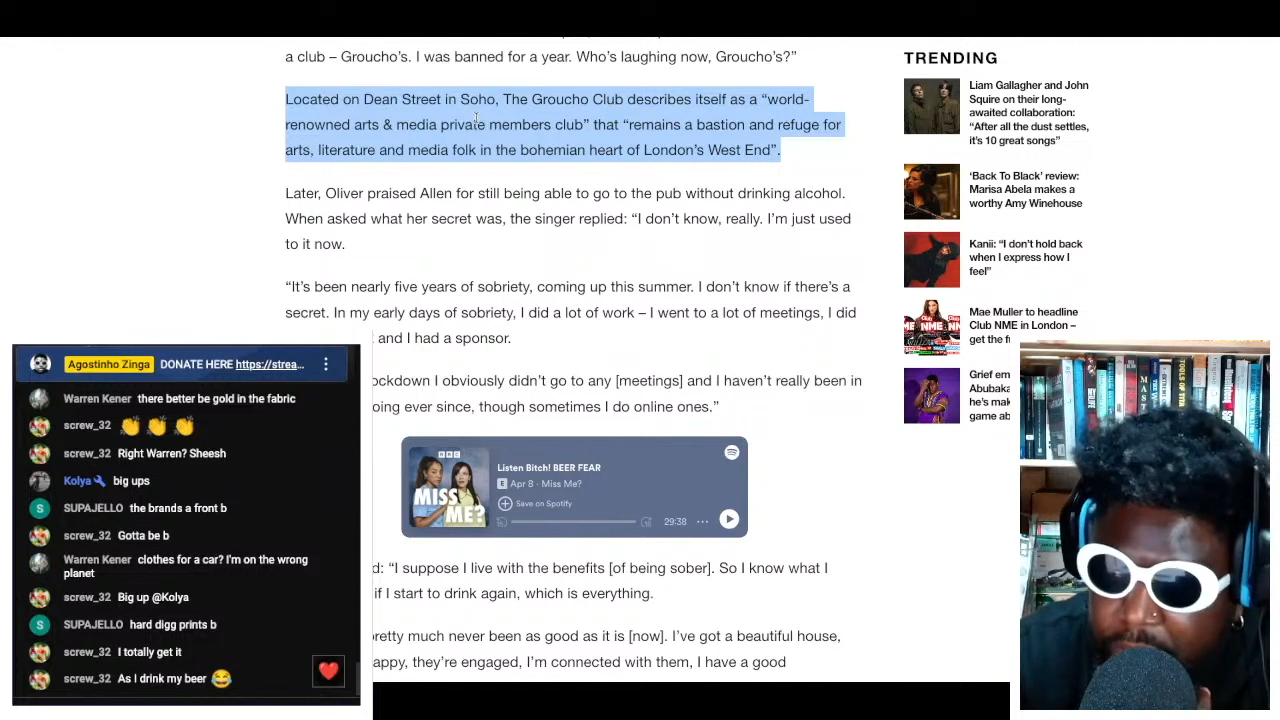 a club – Groucho’s. I was banned for a year. Who’s laughing now, Groucho’s?”
Located on Dean Street in Soho, The Groucho Club describes itself as a “world-
renowned arts & media private members club” that “remains a bastion and refuge for
arts, literature and media folk in the bohemian heart of London’s West End”.
Later, Oliver praised Allen for still being able to go to the pub without drinking alcohol.
When asked what her secret was, the singer replied: “I don’t know, really. I’m just used
to it now.
“It’s been nearly five years of sobriety, coming up this summer. I don’t know if there’s a
secret. In my early days of sobriety, I did a lot of work – I went to a lot of meetings, I did
and I had a sponsor.
ockdown I obviously didn’t go to any [meetings] and I haven’t really been in
oing ever since, though sometimes I do online ones.”
BBC
MISS
ME?
Listen Bitch! BEER FEAR
E Apr 8 · Miss Me?
Save on Spotify
29:38
d: “I suppose I live with the benefits [of being sober]. So I know what I
if I start to drink again, which is everything.
pretty much never been as good as it is [now]. I’ve got a beautiful house,
appy, they’re engaged, I’m connected with them, I have a good
TRENDING
Liam Gallagher and John
Squire on their long-
awaited collaboration:
“After all the dust settles,
it’s 10 great songs”
‘Back To Black’ review:
Marisa Abela makes a
worthy Amy Winehouse
Kanii: “I don’t hold back
when I express how I
feel”
Mae Muller to headline
Club NME in London –
get the f
Grief em
Abubaka
he’s mak
game ab
Agostinho Zinga DONATE HERE https://strea...
Warren Kener there better be gold in the fabric
screw_32 👏 👏 👏
screw_32 Right Warren? Sheesh
Kolya big ups
SUPAJELLO the brands a front b
screw_32 Gotta be b
Warren Kener clothes for a car? I'm on the wrong
planet
screw_32 Big up @Kolya
SUPAJELLO hard digg prints b
screw_32 I totally get it
screw_32 As I drink my beer 😂